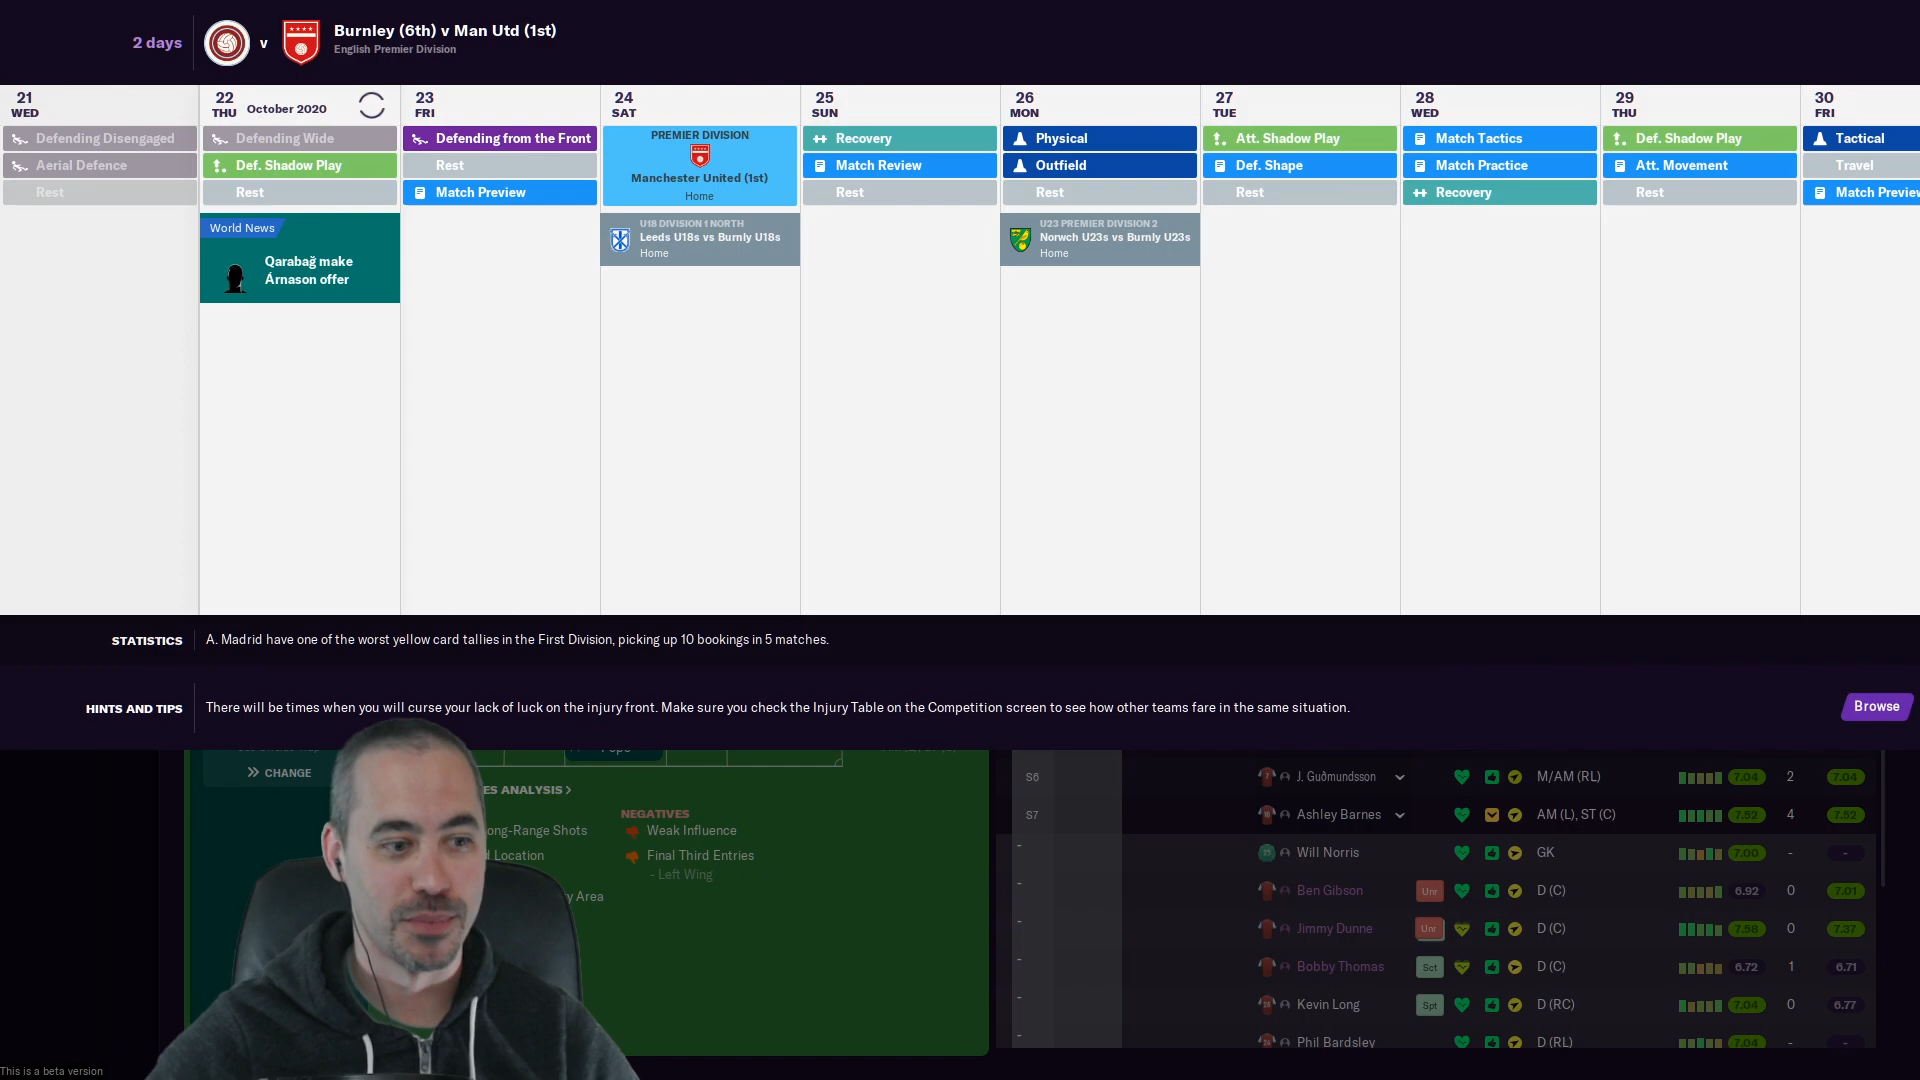 2 days
v
Burnley (6th) v Man Utd (1st)
English Premier Division
21
WED
22
THU
October 2020
23
FRI
24
SAT
25
SUN
26
MON
27
TUE
28
WED
29
THU
30
FRI
Defending Disengaged
Aerial Defence
Rest
Defending Wide
Def. Shadow Play
Rest
World News
Qarabağ make
Árnason offer
Defending from the Front
Rest
Match Preview
PREMIER DIVISION
Manchester United (1st)
Home
U18 DIVISION 1 NORTH
Leeds U18s vs Burnly U18s
Home
Recovery
Match Review
Rest
Physical
Outfield
Rest
U23 PREMIER DIVISION 2
Norwch U23s vs Burnly U23s
Home
Att. Shadow Play
Def. Shape
Rest
Match Tactics
Match Practice
Recovery
Def. Shadow Play
Att. Movement
Rest
Tactical
Travel
Match Preview
STATISTICS
A. Madrid have one of the worst yellow card tallies in the First Division, picking up 10 bookings in 5 matches.
HINTS AND TIPS
There will be times when you will curse your lack of luck on the injury front. Make sure you check the Injury Table on the Competition screen to see how other teams fare in the same situation.
Browse
CHANGE
ES ANALYSIS
ong-Range Shots
d Location
y Area
NEGATIVES
Weak Influence
Final Third Entries
- Left Wing
S6 J. Guðmundsson M/AM (RL) 7.04 2 7.04
S7 Ashley Barnes AM (L), ST (C) 7.52 4 7.52
- Will Norris GK 7.00 - -
- Ben Gibson Unr D (C) 6.92 0 7.01
- Jimmy Dunne Unr D (C) 7.58 0 7.37
- Bobby Thomas Sct D (C) 6.72 1 6.71
- Kevin Long Spt D (RC) 7.04 0 6.77
- Phil Bardsley D (RL) 7.04 - -
This is a beta version